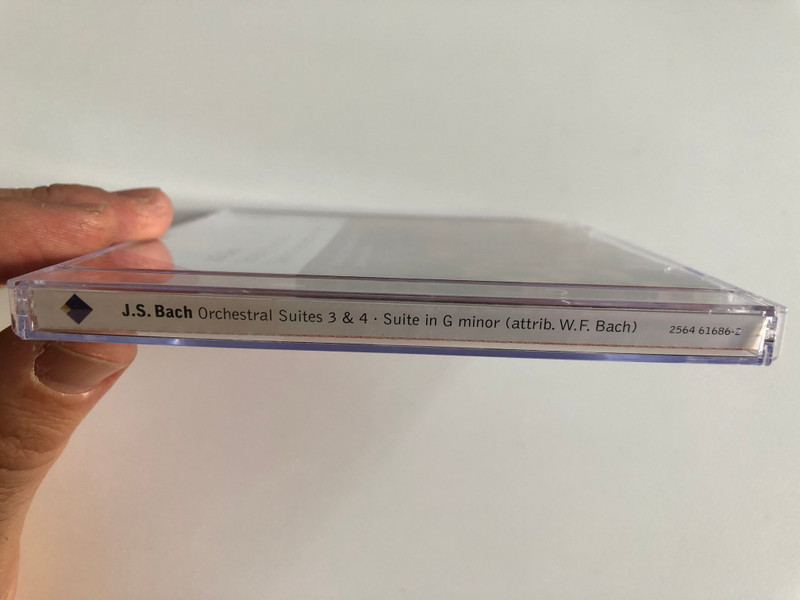 J.S. Bach Orchestral Suites 3 & 4 · Suite in G minor (attrib. W.F. Bach) 2564 61686-2